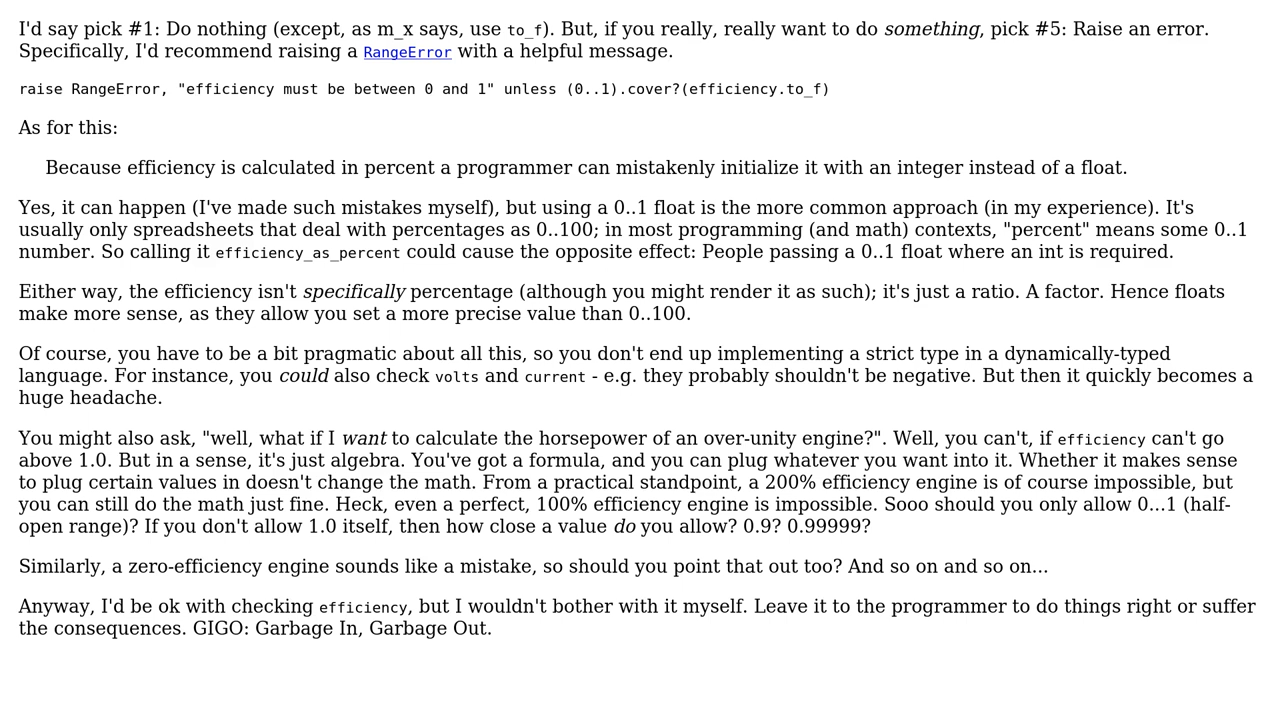 I'd say pick #1: Do nothing (except, as m_x says, use to_f). But, if you really, really want to do something, pick #5: Raise an error.
Specifically, I'd recommend raising a RangeError with a helpful message.
raise RangeError, "efficiency must be between 0 and 1" unless (0..1).cover?(efficiency.to_f)
As for this:
Because efficiency is calculated in percent a programmer can mistakenly initialize it with an integer instead of a float.
Yes, it can happen (I've made such mistakes myself), but using a 0..1 float is the more common approach (in my experience). It's
usually only spreadsheets that deal with percentages as 0..100; in most programming (and math) contexts, "percent" means some 0..1
number. So calling it efficiency_as_percent could cause the opposite effect: People passing a 0..1 float where an int is required.
Either way, the efficiency isn't specifically percentage (although you might render it as such); it's just a ratio. A factor. Hence floats
make more sense, as they allow you set a more precise value than 0..100.
Of course, you have to be a bit pragmatic about all this, so you don't end up implementing a strict type in a dynamically-typed
language. For instance, you could also check volts and current - e.g. they probably shouldn't be negative. But then it quickly becomes a
huge headache.
You might also ask, "well, what if I want to calculate the horsepower of an over-unity engine?". Well, you can't, if efficiency can't go
above 1.0. But in a sense, it's just algebra. You've got a formula, and you can plug whatever you want into it. Whether it makes sense
to plug certain values in doesn't change the math. From a practical standpoint, a 200% efficiency engine is of course impossible, but
you can still do the math just fine. Heck, even a perfect, 100% efficiency engine is impossible. Sooo should you only allow 0...1 (half-
open range)? If you don't allow 1.0 itself, then how close a value do you allow? 0.9? 0.99999?
Similarly, a zero-efficiency engine sounds like a mistake, so should you point that out too? And so on and so on...
Anyway, I'd be ok with checking efficiency, but I wouldn't bother with it myself. Leave it to the programmer to do things right or suffer
the consequences. GIGO: Garbage In, Garbage Out.